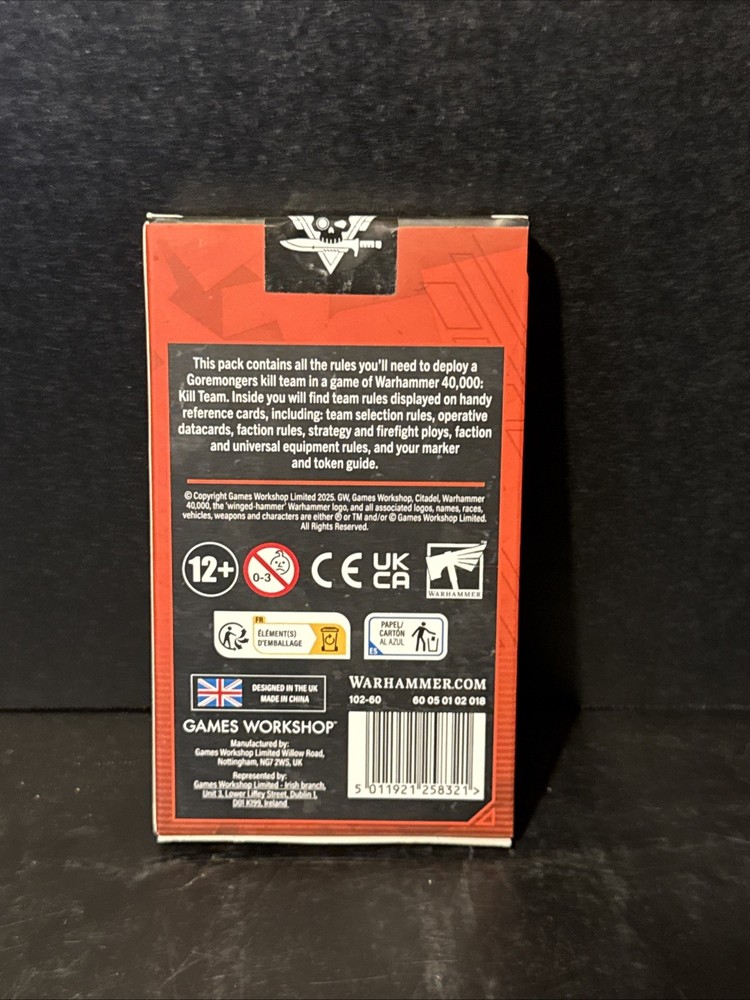 This pack contains all the rules you'll need to deploy a
Goremongers kill team in a game of Warhammer 40,000:
Kill Team. Inside you will find team rules displayed on handy
reference cards, including: team selection rules, operative
datacards, faction rules, strategy and firefight ploys, faction
and universal equipment rules, and your marker
and token guide.
© Copyright Games Workshop Limited 2025. GW, Games Workshop, Citadel, Warhammer
40,000, the 'winged-hammer' Warhammer logo, and all associated logos, names, races,
vehicles, weapons and characters are either ® or TM and/or © Games Workshop Limited.
All Rights Reserved.
12+
0-3
CE
UK
CA
WARHAMMER
FR
ÉLÉMENT(S)
D'EMBALLAGE
PAPEL/
CARTÓN
AL AZUL
ES
DESIGNED IN THE UK
MADE IN CHINA
WARHAMMER.COM
102-60 60 05 01 02 018
GAMES WORKSHOP™
Manufactured by:
Games Workshop Limited Willow Road,
Nottingham, NG7 2WS, UK
Represented by:
Games Workshop Limited - Irish branch,
Unit 3, Lower Liffey Street, Dublin 1,
D01 K199, Ireland
5 011921 258321 >